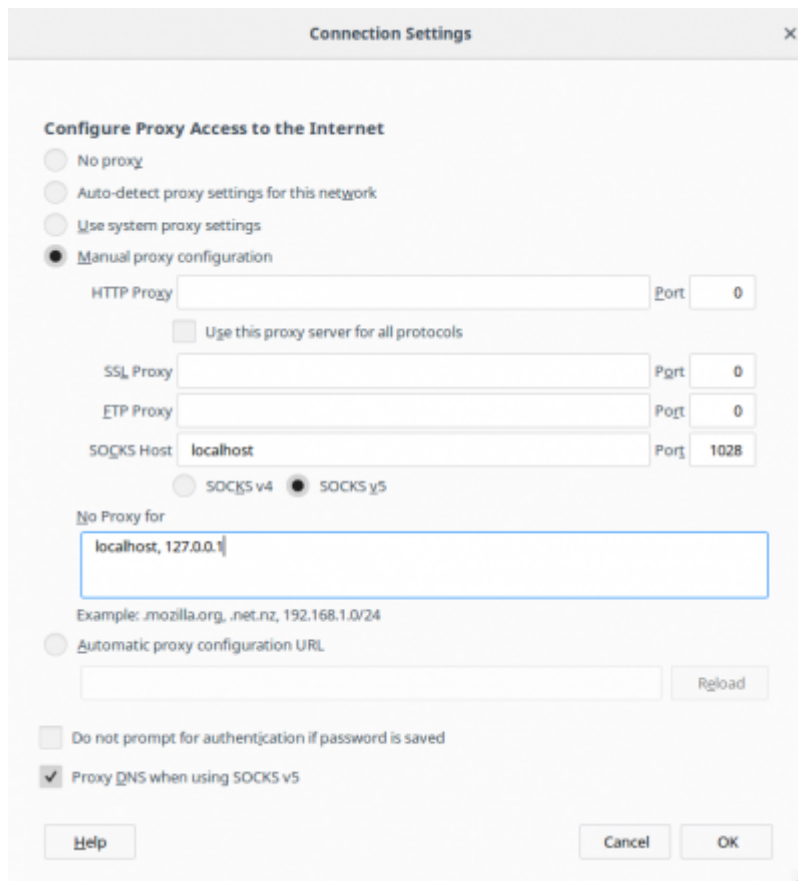 Connection Settings ×
Configure Proxy Access to the Internet
No proxy
Auto-detect proxy settings for this network
Use system proxy settings
Manual proxy configuration
HTTP Proxy Port 0
Use this proxy server for all protocols
SSL Proxy Port 0
FTP Proxy Port 0
SOCKS Host localhost Port 1028
SOCKS v4 SOCKS v5
No Proxy for
localhost, 127.0.0.1
Example: .mozilla.org, .net.nz, 192.168.1.0/24
Automatic proxy configuration URL
Reload
Do not prompt for authentication if password is saved
Proxy DNS when using SOCKS v5
Help Cancel OK